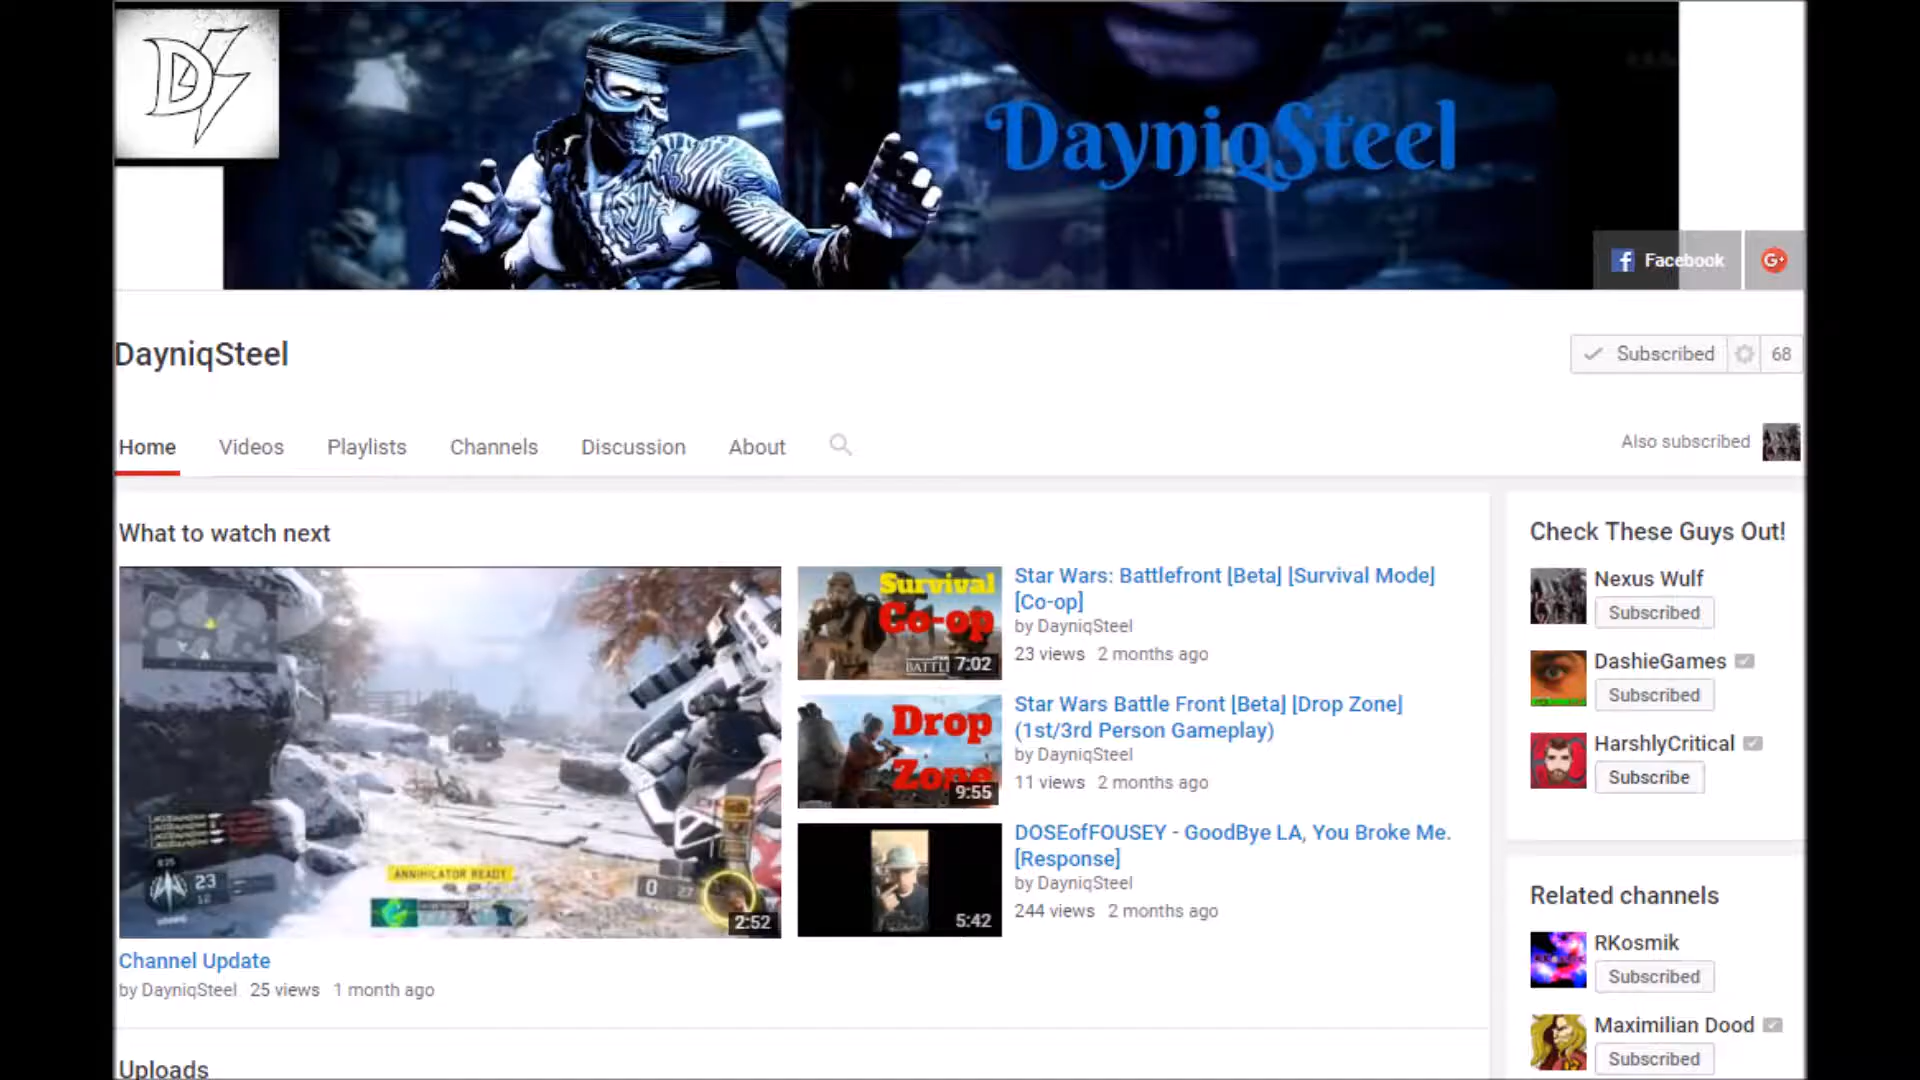 DS
DayniqSteel
Facebook
G+
DayniqSteel
Subscribed
68
Home
Videos
Playlists
Channels
Discussion
About
Also subscribed
What to watch next
ANNIHILATOR READY
23
12
0
27
2:52
Channel Update
by DayniqSteel 25 views 1 month ago
Survival
Co-op
BATTL
7:02
Star Wars: Battlefront [Beta] [Survival Mode]
[Co-op]
by DayniqSteel
23 views 2 months ago
Drop
Zone
9:55
Star Wars Battle Front [Beta] [Drop Zone]
(1st/3rd Person Gameplay)
by DayniqSteel
11 views 2 months ago
5:42
DOSEofFOUSEY - GoodBye LA, You Broke Me.
[Response]
by DayniqSteel
244 views 2 months ago
Uploads
Check These Guys Out!
Nexus Wulf
Subscribed
DashieGames
Subscribed
HarshlyCritical
Subscribe
Related channels
RKosmik
Subscribed
Maximilian Dood
Subscribed